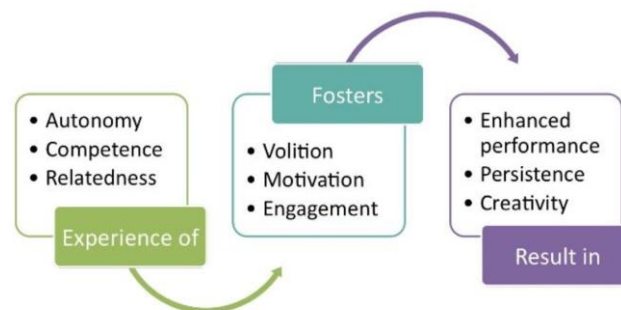 • Autonomy
• Competence
• Relatedness
Experience of
Fosters
• Volition
• Motivation
• Engagement
• Enhanced
performance
• Persistence
• Creativity
Result in